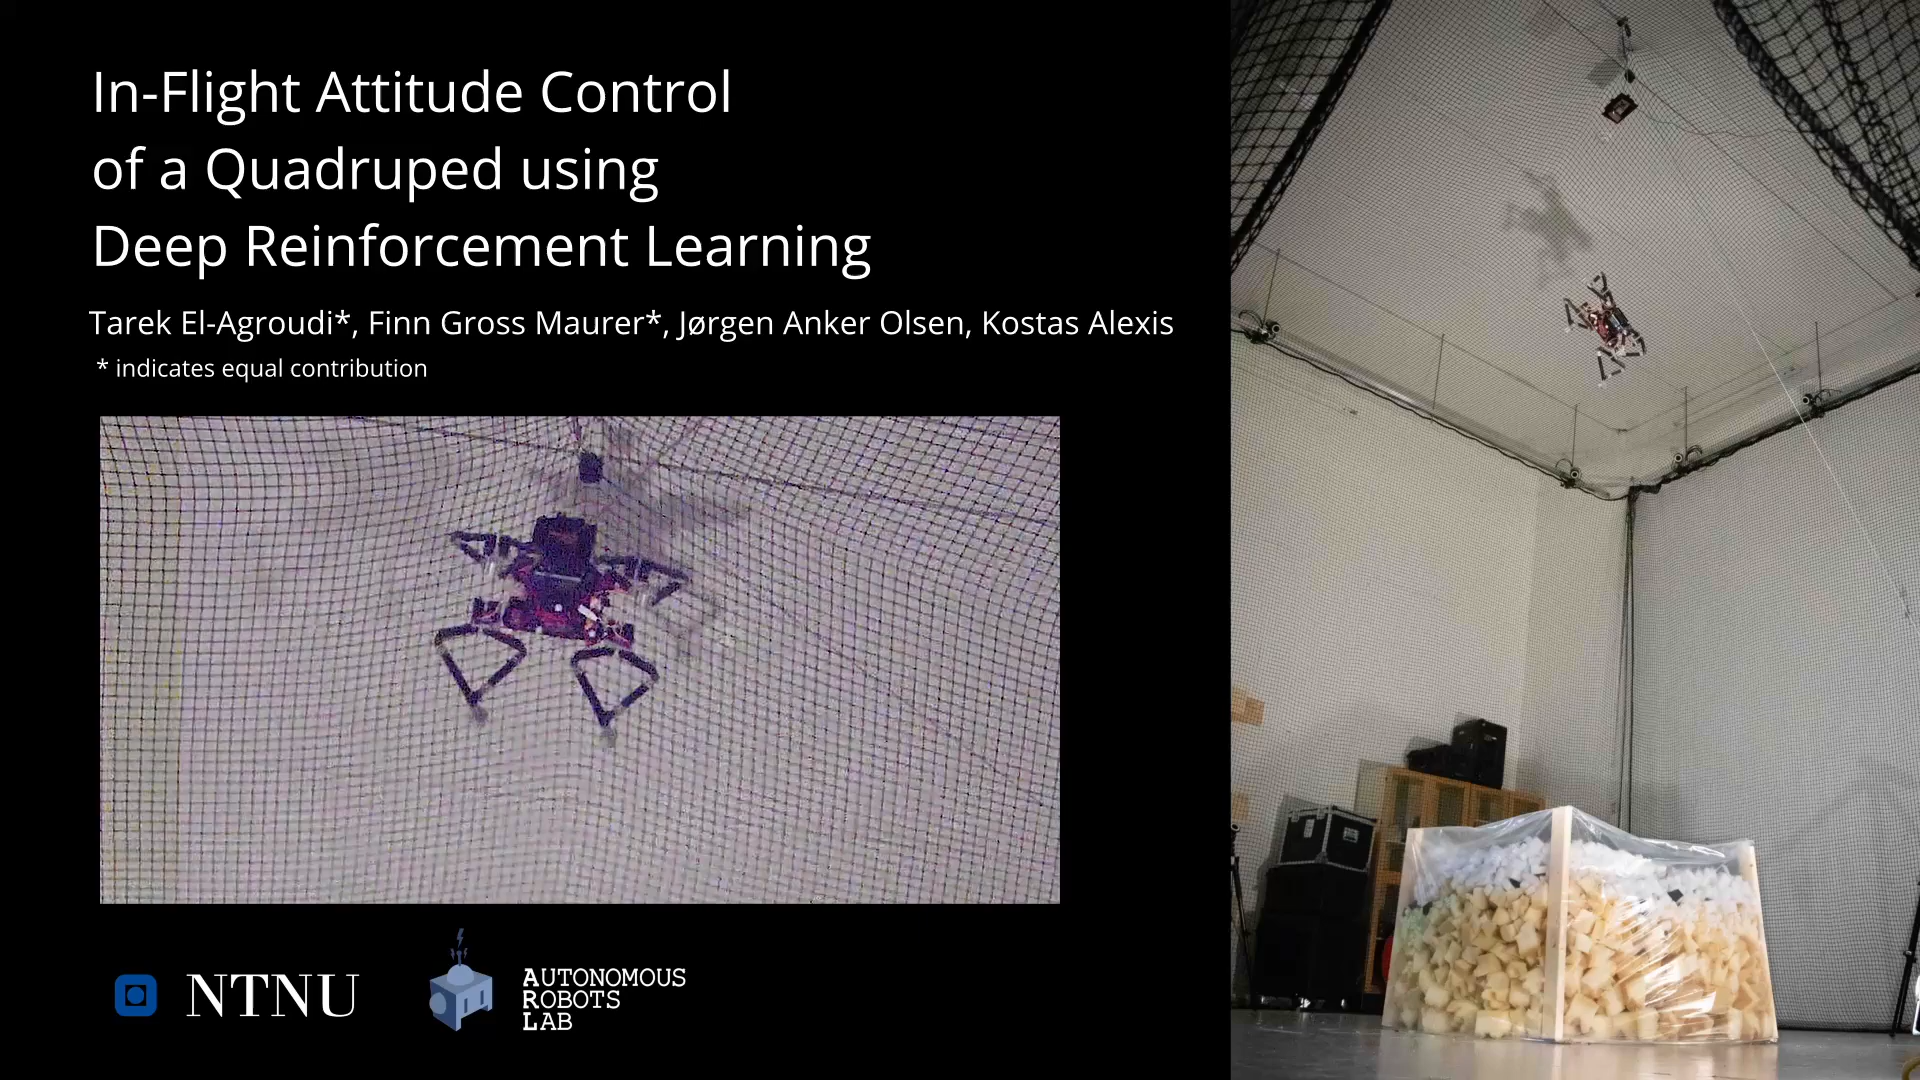 In-Flight Attitude Control
of a Quadruped using
Deep Reinforcement Learning
Tarek El-Agroudi*, Finn Gross Maurer*, Jørgen Anker Olsen, Kostas Alexis
* indicates equal contribution
NTNU
AUTONOMOUS
ROBOTS
LAB